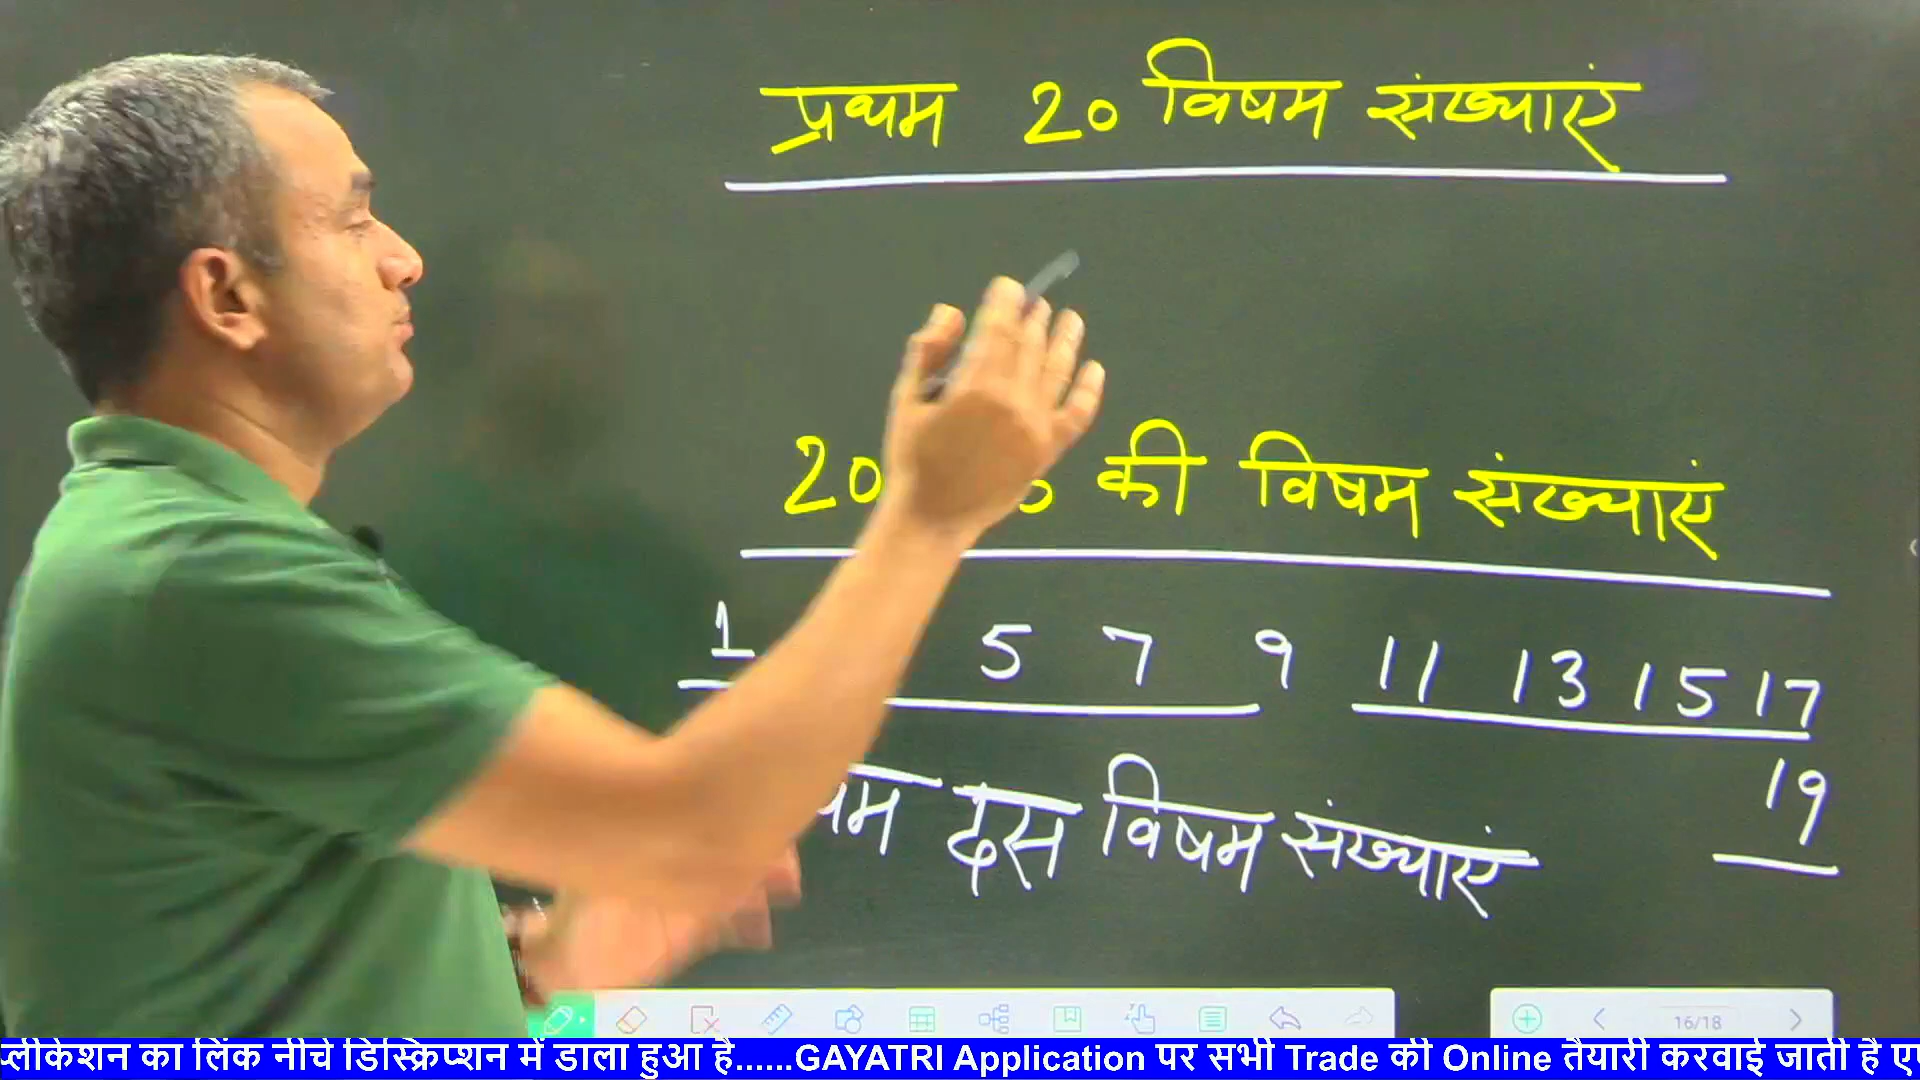 प्रथम 20 विषम संख्याएं
20 की विषम संख्याएं
1 5 7 9 11 13 15 17
19
दस विषम संख्याएं
16/18
लीकेशन का लिंक नीचे डिस्क्रिप्शन में डाला हुआ है......GAYATRI Application पर सभी Trade की Online तैयारी करवाई जाती है